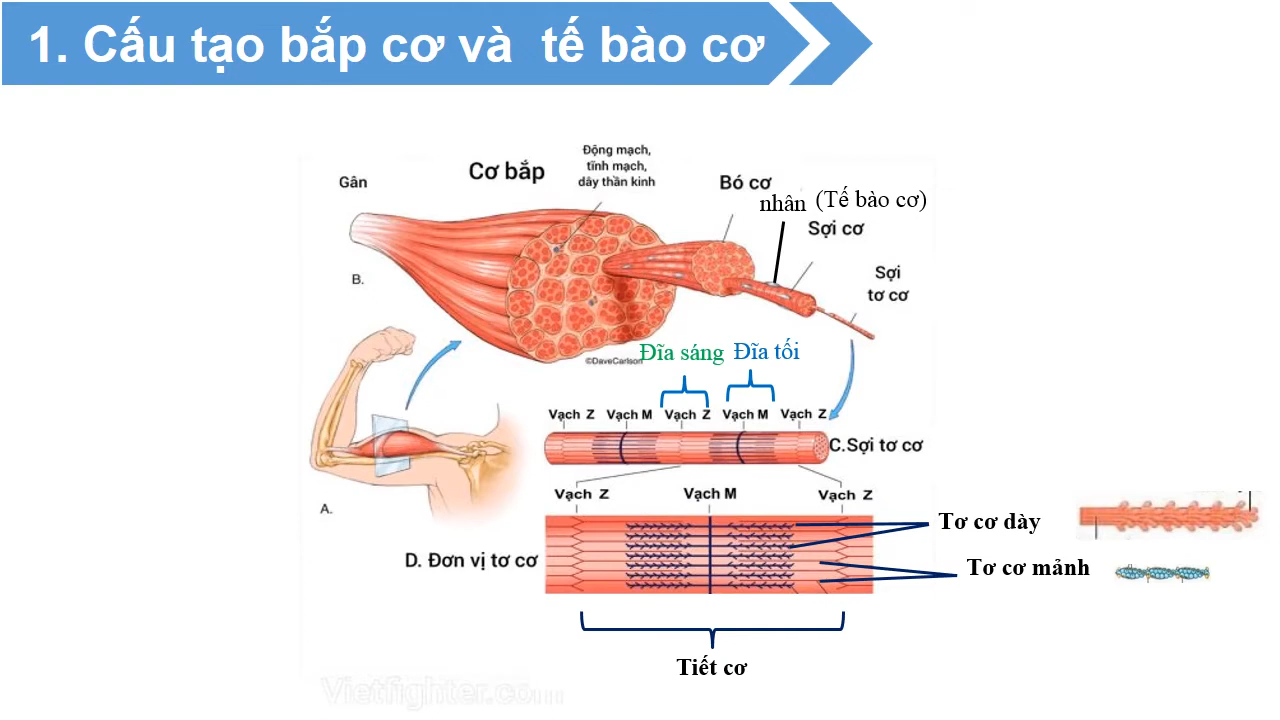 1. Cấu tạo bắp cơ và tế bào cơ
Động mạch,
tĩnh mạch,
dây thần kinh
Cơ bắp
Gân
Bó cơ
nhân
(Tế bào cơ)
Sợi cơ
Sợi
tơ cơ
B.
©DaveCarlson
Đĩa sáng
Đĩa tối
Vạch Z
Vạch M
Vạch Z
Vạch M
Vạch Z
C.Sợi tơ cơ
A.
Vạch Z
Vạch M
Vạch Z
D. Đơn vị tơ cơ
Tơ cơ dày
Tơ cơ mảnh
Tiết cơ
Vietfighter.com